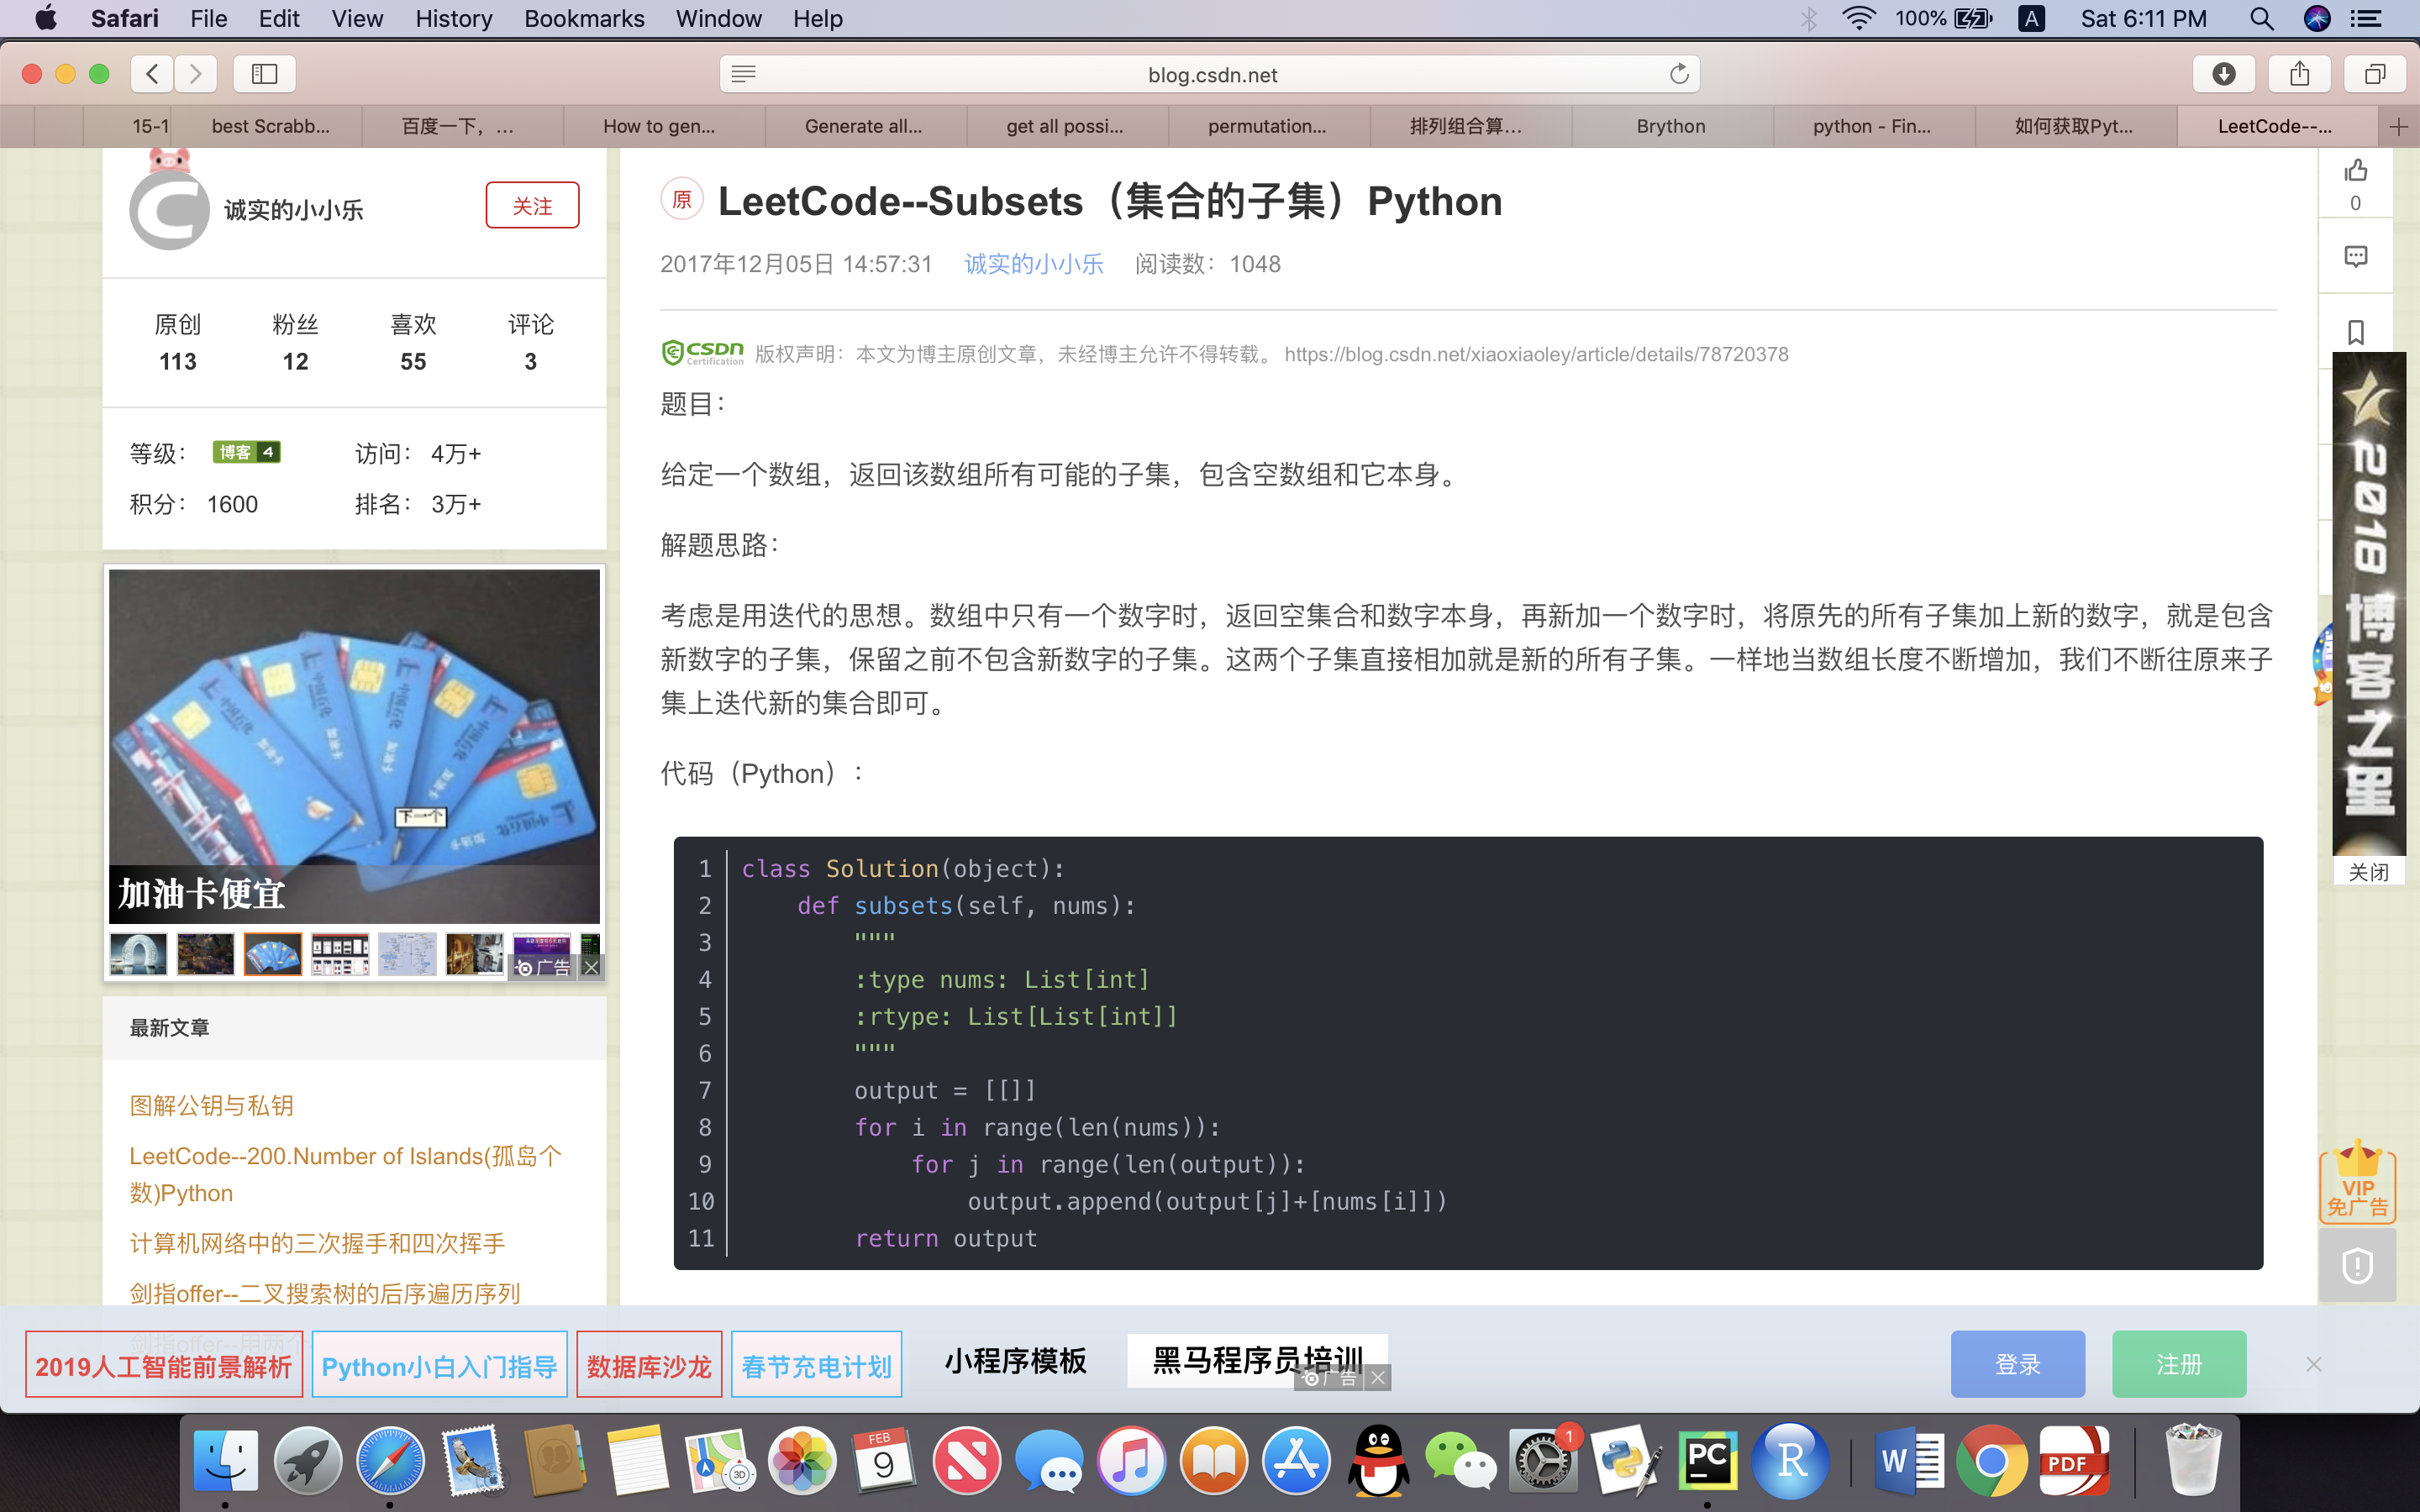 Safari File Edit View History Bookmarks Window Help
100% A Sat 6:11 PM
blog.csdn.net
15-1 best Scrabb... 百度一下，... How to gen... Generate all... get all possi... permutation... 排列组合算... Brython python - Fin... 如何获取Pyt... LeetCode--...
诚实的小小乐 关注
原创 粉丝 喜欢 评论
113 12 55 3
等级： 博客 4 访问： 4万+
积分： 1600 排名： 3万+
下一个
加油卡便宜
广告
最新文章
图解公钥与私钥
LeetCode--200.Number of Islands(孤岛个
数)Python
计算机网络中的三次握手和四次挥手
剑指offer--二叉搜索树的后序遍历序列
剑指offer--用两个
原 LeetCode--Subsets（集合的子集）Python
2017年12月05日 14:57:31 诚实的小小乐 阅读数：1048
CSDN Certification 版权声明：本文为博主原创文章，未经博主允许不得转载。 https://blog.csdn.net/xiaoxiaoley/article/details/78720378
题目：
给定一个数组，返回该数组所有可能的子集，包含空数组和它本身。
解题思路：
考虑是用迭代的思想。数组中只有一个数字时，返回空集合和数字本身，再新加一个数字时，将原先的所有子集加上新的数字，就是包含
新数字的子集，保留之前不包含新数字的子集。这两个子集直接相加就是新的所有子集。一样地当数组长度不断增加，我们不断往原来子
集上迭代新的集合即可。
代码（Python）：
1 class Solution(object):
2     def subsets(self, nums):
3         """
4         :type nums: List[int]
5         :rtype: List[List[int]]
6         """
7         output = [[]]
8         for i in range(len(nums)):
9             for j in range(len(output)):
10                 output.append(output[j]+[nums[i]])
11         return output
0
2018博客之星
关闭
VIP
免广告
2019人工智能前景解析 Python小白入门指导 数据库沙龙 春节充电计划 小程序模板 黑马程序员培训 广告 登录 注册
FEB
9
3D
1
PC
R
W
PDF